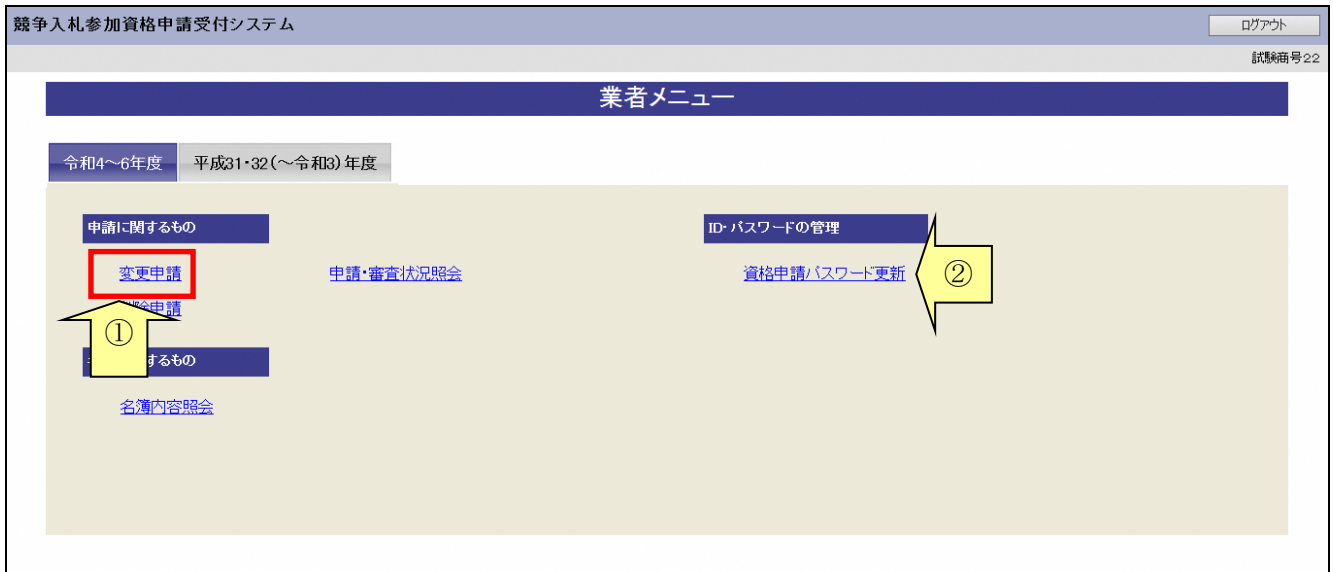 競争入札参加資格申請受付システム
ログアウト
試験商号22
業者メニュー
令和4～6年度 平成31・32(～令和3)年度
申請に関するもの
ID・パスワードの管理
変更申請
申請・審査状況照会
資格申請パスワード更新
②
除申請
①
するもの
名簿内容照会